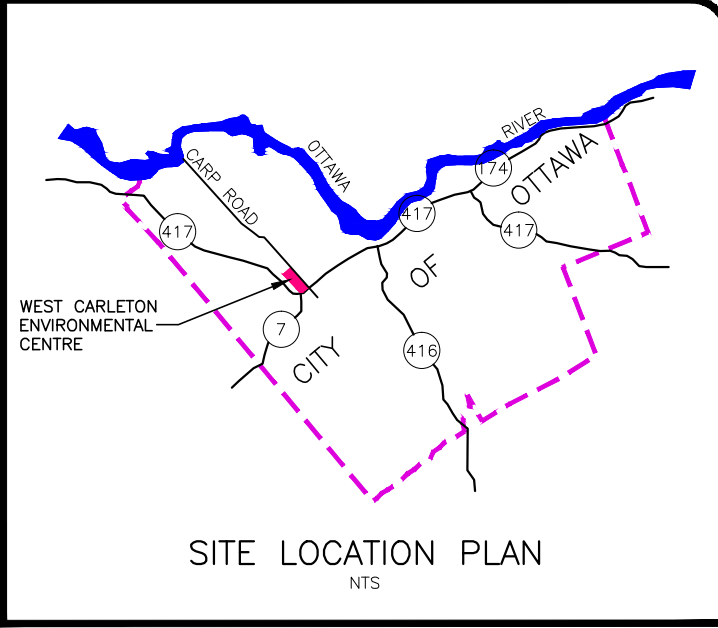 RIVER
OTTAWA
CARP ROAD
174
OTTAWA
417
417
417
OF
WEST CARLETON
ENVIRONMENTAL
CENTRE
7
416
CITY
SITE LOCATION PLAN
NTS